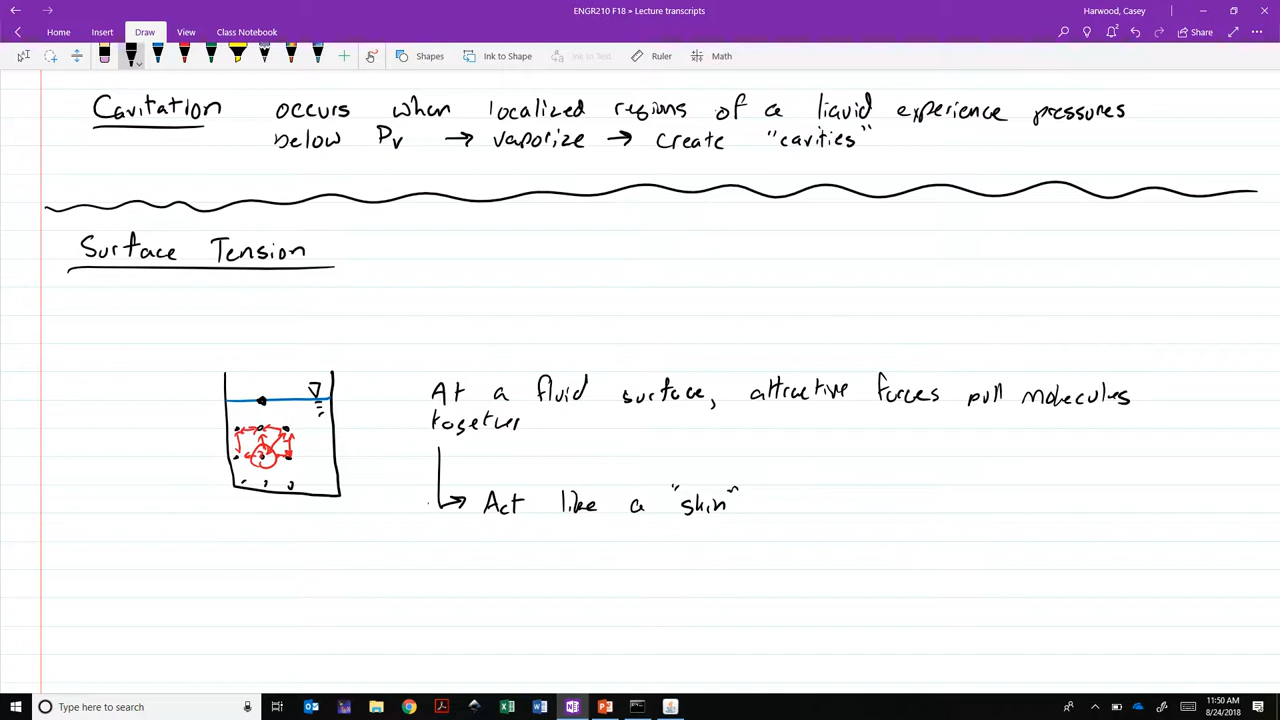 ENGR210 F18 » Lecture transcripts
Harwood, Casey
Home Insert Draw View Class Notebook
Share
Shapes Ink to Shape Ink to Text Ruler Math
Cavitation occurs when localized regions of a liquid experience pressures
below Pv → vaporize → create "cavities"
Surface Tension
At a fluid surface, attractive forces pull molecules
together
Act like a "skin"
Type here to search
11:50 AM
8/24/2018